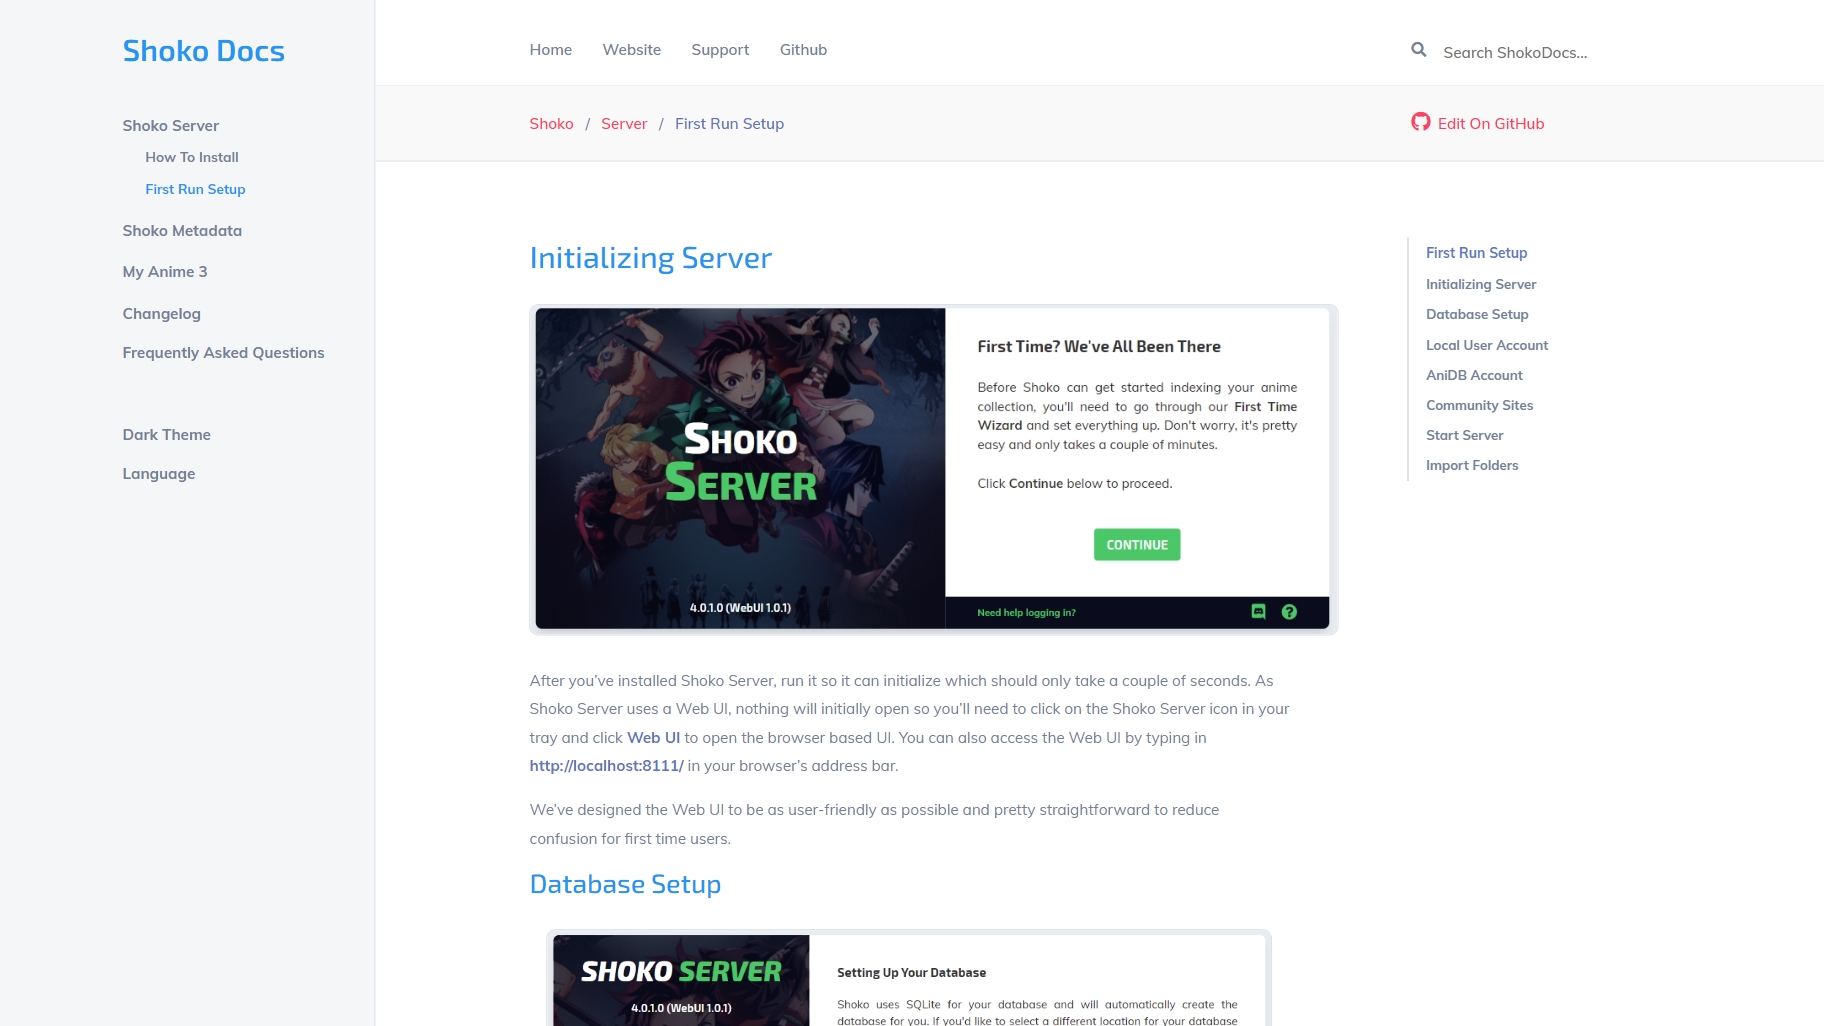 Shoko Docs
Shoko Server
How To Install
First Run Setup
Shoko Metadata
My Anime 3
Changelog
Frequently Asked Questions
Dark Theme
Language
Home Website Support Github
Search ShokoDocs...
Shoko / Server / First Run Setup
Edit On GitHub
Initializing Server
SHOKO
SERVER
4.0.1.0 (WebUI 1.0.1)
First Time? We've All Been There
Before Shoko can get started indexing your anime
collection, you'll need to go through our First Time
Wizard and set everything up. Don't worry, it's pretty
easy and only takes a couple of minutes.
Click Continue below to proceed.
CONTINUE
Need help logging in?
After you’ve installed Shoko Server, run it so it can initialize which should only take a couple of seconds. As
Shoko Server uses a Web UI, nothing will initially open so you’ll need to click on the Shoko Server icon in your
tray and click Web UI to open the browser based UI. You can also access the Web UI by typing in
http://localhost:8111/ in your browser’s address bar.
We’ve designed the Web UI to be as user-friendly as possible and pretty straightforward to reduce
confusion for first time users.
Database Setup
SHOKO SERVER
4.0.1.0 (WebUI 1.0.1)
Setting Up Your Database
Shoko uses SQLite for your database and will automatically create the
database for you. If you'd like to select a different location for your database
First Run Setup
Initializing Server
Database Setup
Local User Account
AniDB Account
Community Sites
Start Server
Import Folders